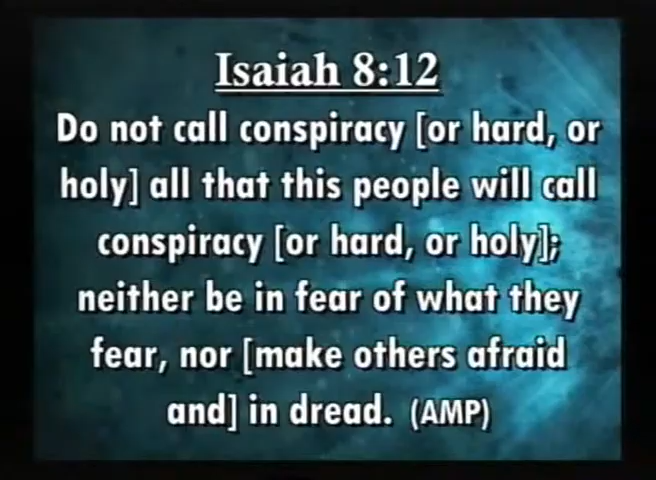 Isaiah 8:12
Do not call conspiracy [or hard, or
holy] all that this people will call
conspiracy [or hard, or holy];
neither be in fear of what they
fear, nor [make others afraid
and] in dread. (AMP)